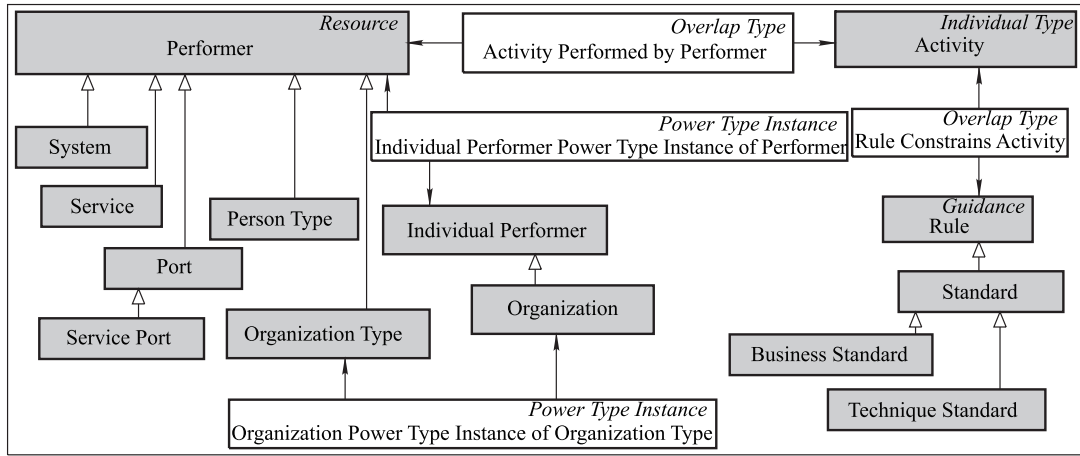 Resource
Performer
Overlap Type
Activity Performed by Performer
Individual Type
Activity
Power Type Instance
Individual Performer Power Type Instance of Performer
Overlap Type
Rule Constrains Activity
System
Service
Person Type
Individual Performer
Guidance
Rule
Port
Organization
Standard
Service Port
Organization Type
Business Standard
Technique Standard
Power Type Instance
Organization Power Type Instance of Organization Type